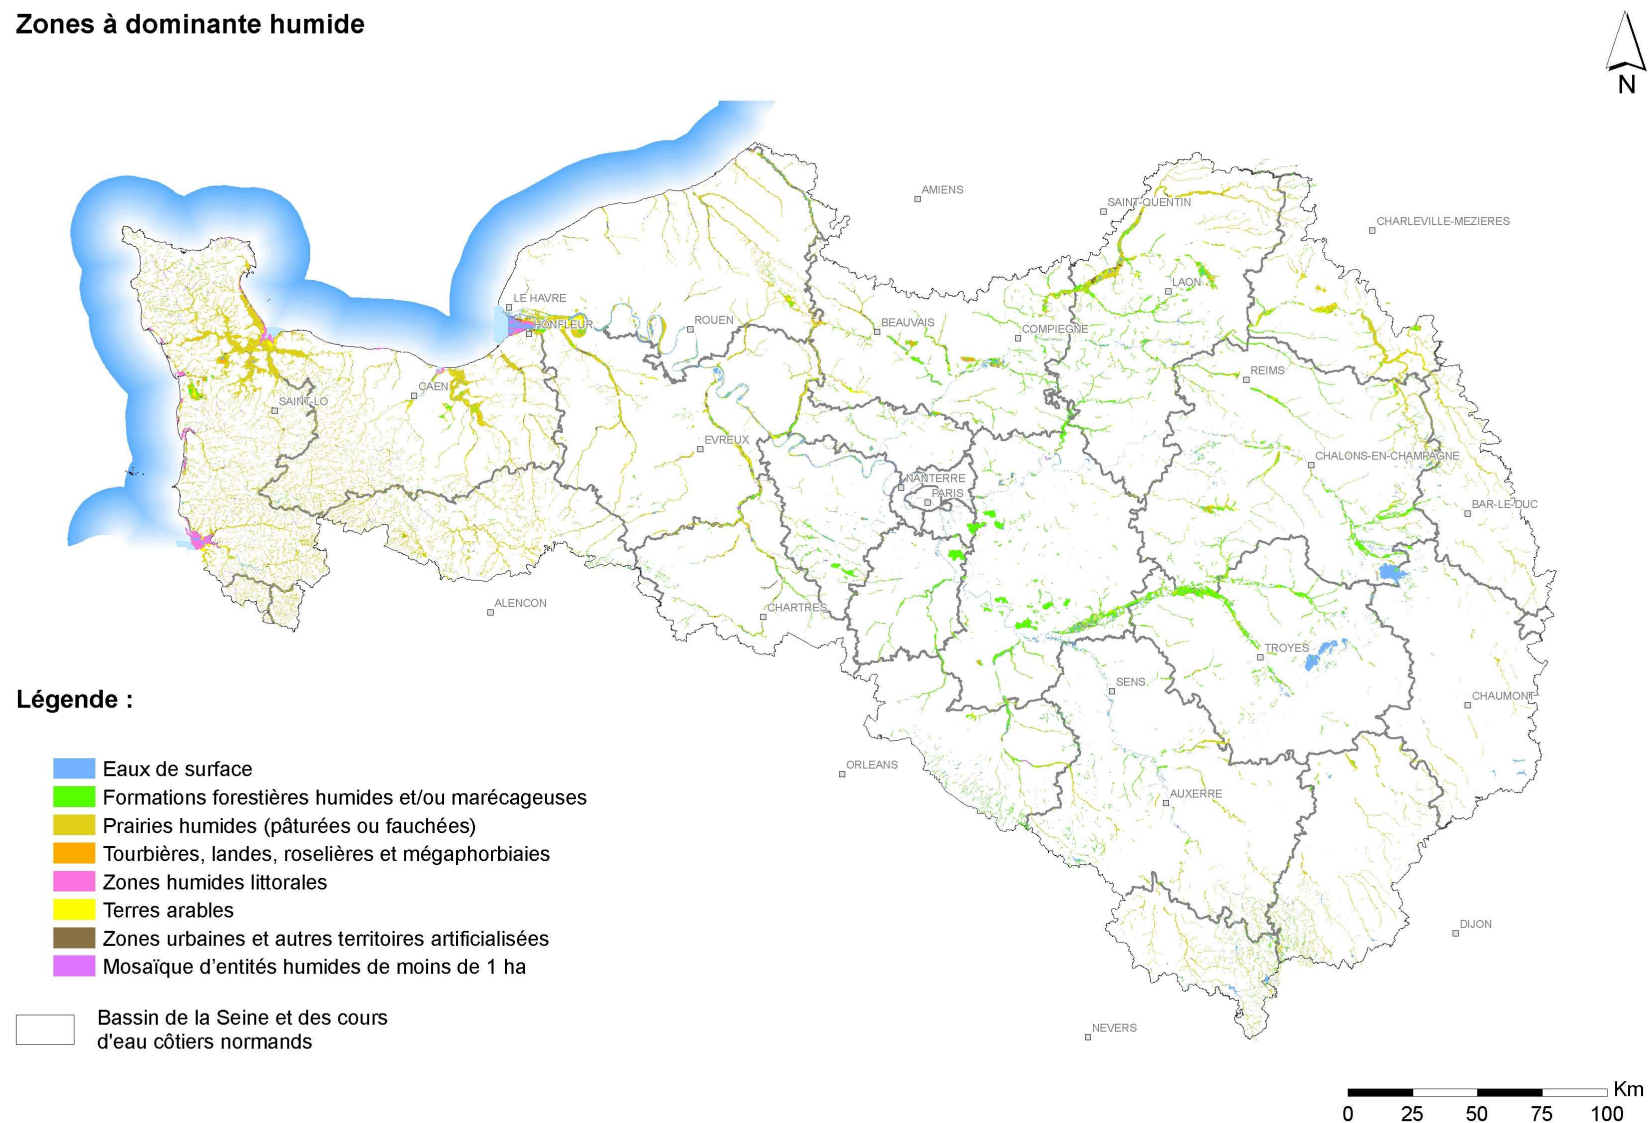 Zones à dominante humide
N
AMIENS
SAINT-QUENTIN
CHARLEVILLE-MEZIERES
LAON
LE HAVRE
HONFLEUR
ROUEN
BEAUVAIS
COMPIEGNE
REIMS
CAEN
SAINT-LO
EVREUX
CHALONS-EN-CHAMPAGNE
NANTERRE
PARIS
BAR-LE-DUC
ALENCON
CHARTRES
TROYES
SENS
CHAUMONT
ORLEANS
AUXERRE
DIJON
NEVERS
Légende :
Eaux de surface
Formations forestières humides et/ou marécageuses
Prairies humides (pâturées ou fauchées)
Tourbières, landes, roselières et mégaphorbiaies
Zones humides littorales
Terres arables
Zones urbaines et autres territoires artificialisées
Mosaïque d'entités humides de moins de 1 ha
Bassin de la Seine et des cours
d'eau côtiers normands
Km
0 25 50 75 100